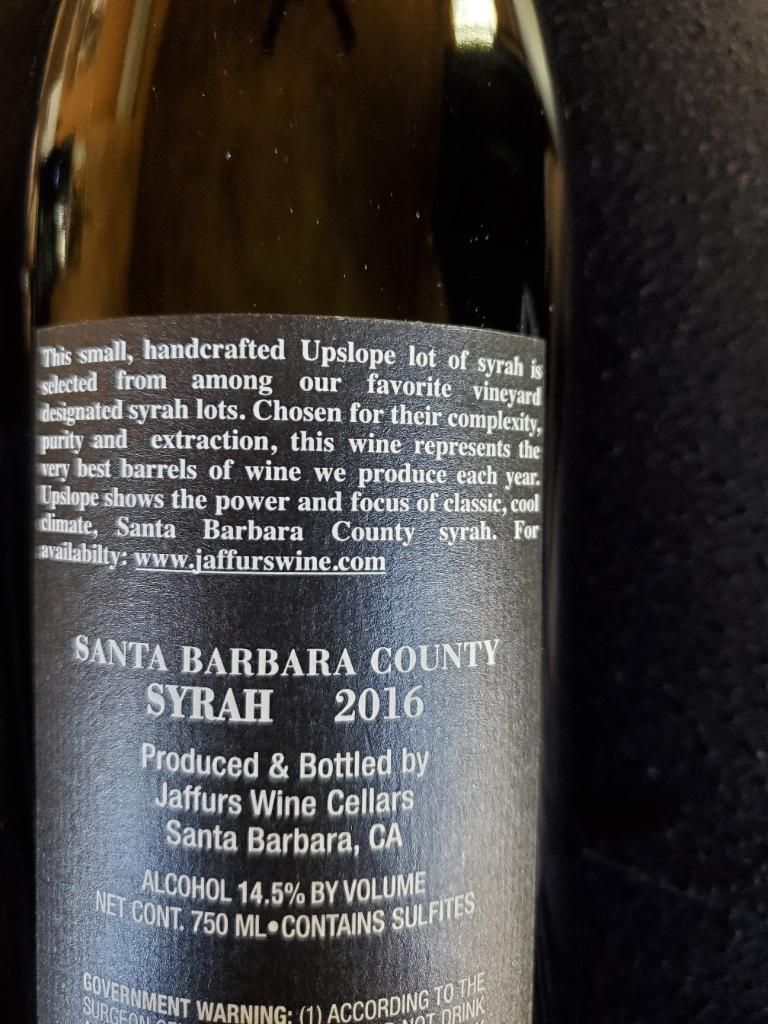 This small, handcrafted Upslope lot of syrah is
selected from among our favorite vineyard
designated syrah lots. Chosen for their complexity,
purity and extraction, this wine represents the
very best barrels of wine we produce each year.
Upslope shows the power and focus of classic, cool
climate, Santa Barbara County syrah. For
availabilty: www.jaffurswine.com
SANTA BARBARA COUNTY
SYRAH 2016
Produced & Bottled by
Jaffurs Wine Cellars
Santa Barbara, CA
ALCOHOL 14.5% BY VOLUME
NET CONT. 750 ML•CONTAINS SULFITES
GOVERNMENT WARNING: (1) ACCORDING TO THE
SURGEON NOT DRINK